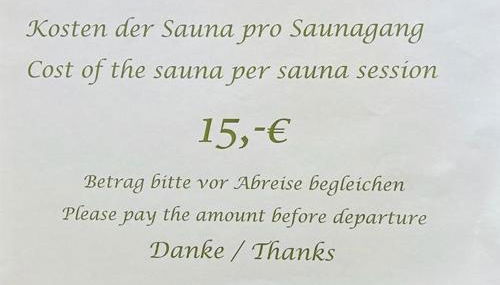 Kosten der Sauna pro Saunagang
Cost of the sauna per sauna session
15,-€
Betrag bitte vor Abreise begleichen
Please pay the amount before departure
Danke / Thanks